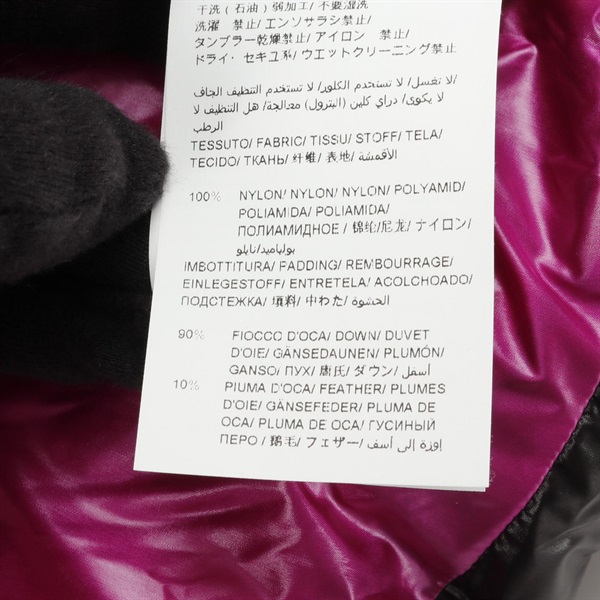 干洗 ( 石油 ) 弱加工/ 不要湿洗
洗濯　禁止/ エンソサラシ禁止/
タンブラー乾燥禁止/ アイロン　禁止/
ドライ・セキユ系/ ウエットクリーニング禁止/
لا تغسل/ لا تستخدم الكلور/ لا تستخدم التنظيف الجاف/
لا يكوى/ دراي كلين (البترول) معالجة/ هل التنظيف لا
الرطب
TESSUTO/ FABRIC/ TISSU/ STOFF/ TELA/
TECIDO/ ТКАНЬ/ 纤维/ 表地/ الأقمشة/
100% NYLON/ NYLON/ NYLON/ POLYAMID/
POLIAMIDA/ POLIAMIDA/
ПОЛИАМИДНОЕ / 锦纶/尼龙/ ナイロン/
بولياميد/نايلو
IMBOTTITURA/ FADDING/ REMBOURRAGE/
EINLEGESTOFF/ ENTRETELA/ ACOLCHOADO/
ПОДСТЕЖКА/ 填料/ 中わた/ الحشوة/
90% FIOCCO D'OCA/ DOWN/ DUVET
D'OIE/ GÄNSEDAUNEN/ PLUMÓN/
GANSO/ ПУХ/ 唐氏/ ダウン/ أسفل/
10% PIUMA D'OCA/ FEATHER/ PLUMES
D'OIE/ GÄNSEFEDER/ PLUMA DE
OCA/ PLUMA DE OCA/ ГУСИНЫЙ
ПЕРО / 鹅毛/ フェザー/ إوزة إلى أسف/